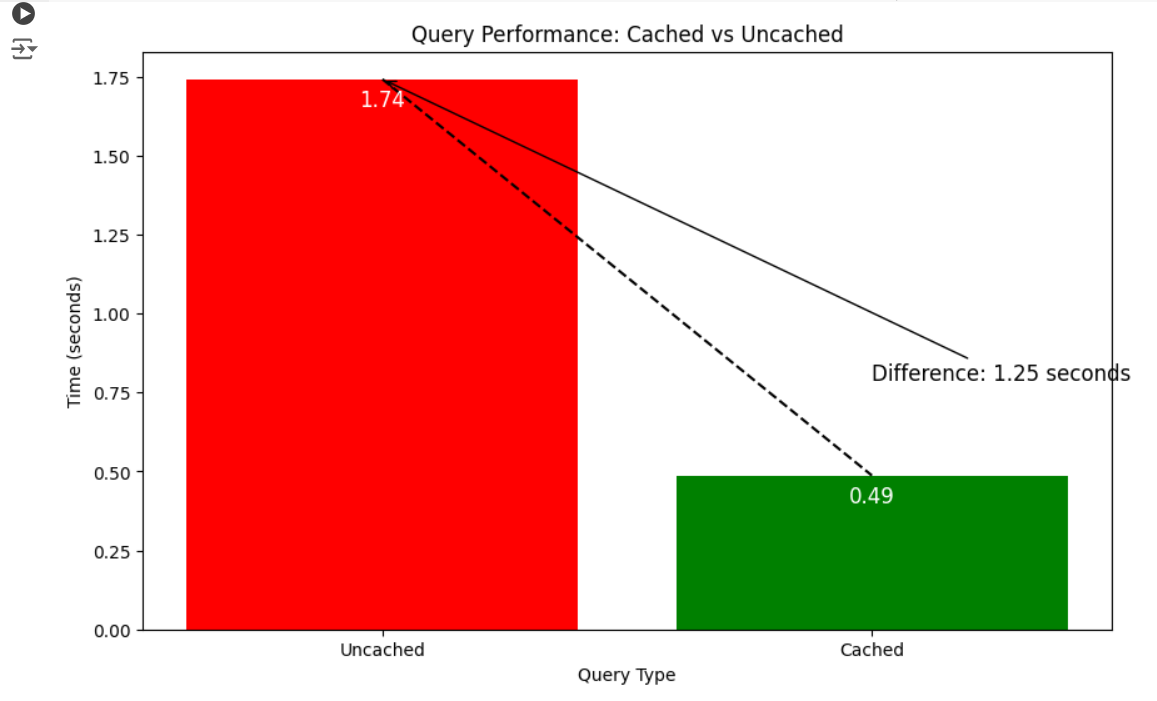 Query Performance: Cached vs Uncached
1.75
1.50
1.25
1.00
0.75
0.50
0.25
0.00
Time (seconds)
1.74
Difference: 1.25 seconds
0.49
Uncached
Cached
Query Type